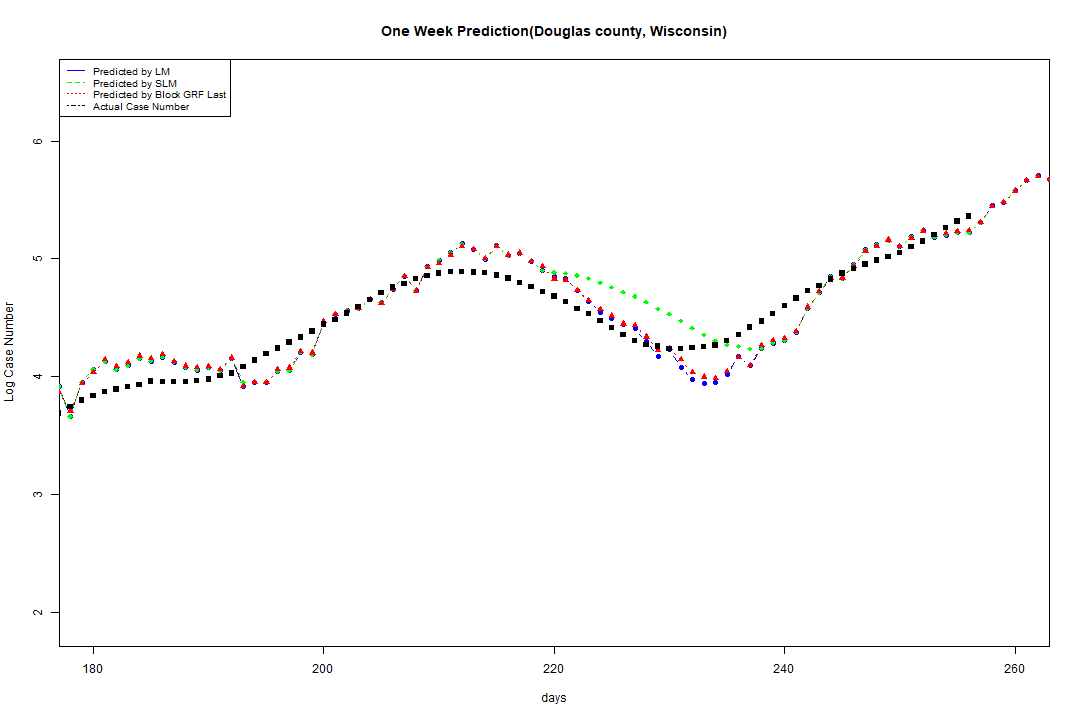 One Week Prediction(Douglas county, Wisconsin)
Predicted by LM
Predicted by SLM
Predicted by Block GRF Last
Actual Case Number
6
5
4
3
2
Log Case Number
180 200 220 240 260
days